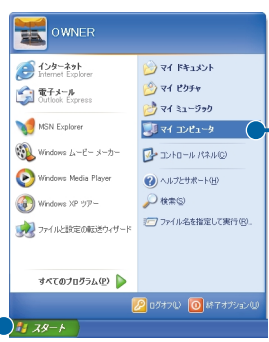 OWNER
インターネット
Internet Explorer
電子メール
Outlook Express
MSN Explorer
Windows ムービー メーカー
Windows Media Player
Windows XP ツアー
ファイルと設定の転送ウィザード
すべてのプログラム(P)
マイ ドキュメント
マイ ピクチャ
マイ ミュージック
マイ コンピュータ
コントロール パネル(C)
ヘルプとサポート(H)
検索(S)
ファイル名を指定して実行(R)...
ログオフ(L)
終了オプション(U)
スタート